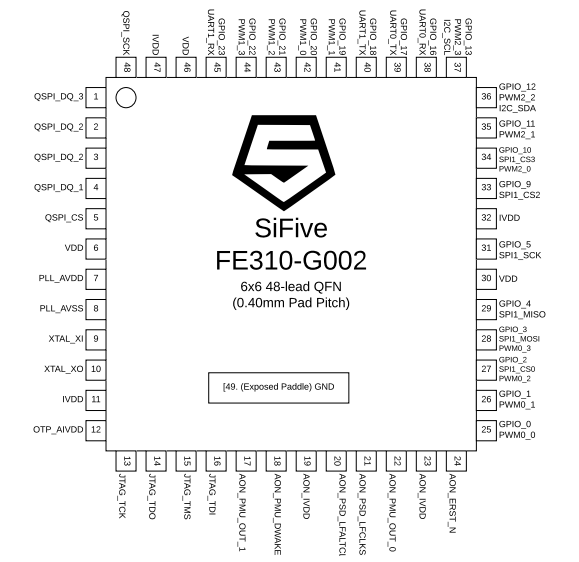 QSPI_SCK
IVDD
VDD
GPIO_23
UART1_RX
GPIO_22
PWM1_3
GPIO_21
PWM1_2
GPIO_20
PWM1_0
GPIO_19
PWM1_1
GPIO_18
UART1_TX
GPIO_17
UART0_TX
GPIO_16
UART0_RX
GPIO_13
PWM2_3
I2C_SCL
48 47 46 45 44 43 42 41 40 39 38 37
QSPI_DQ_3 1
QSPI_DQ_2 2
QSPI_DQ_2 3
QSPI_DQ_1 4
QSPI_CS 5
VDD 6
PLL_AVDD 7
PLL_AVSS 8
XTAL_XI 9
XTAL_XO 10
IVDD 11
OTP_AIVDD 12
SiFive
FE310-G002
6x6 48-lead QFN
(0.40mm Pad Pitch)
[49. (Exposed Paddle) GND
36 GPIO_12
PWM2_2
I2C_SDA
35 GPIO_11
PWM2_1
34 GPIO_10
SPI1_CS3
PWM2_0
33 GPIO_9
SPI1_CS2
32 IVDD
31 GPIO_5
SPI1_SCK
30 VDD
29 GPIO_4
SPI1_MISO
28 GPIO_3
SPI1_MOSI
PWM0_3
27 GPIO_2
SPI1_CS0
PWM0_2
26 GPIO_1
PWM0_1
25 GPIO_0
PWM0_0
13 14 15 16 17 18 19 20 21 22 23 24
JTAG_TCK
JTAG_TDO
JTAG_TMS
JTAG_TDI
AON_PMU_OUT_1
AON_PMU_DWAKE
AON_IVDD
AON_PSD_LFALTCL
AON_PSD_LFCLKS
AON_PMU_OUT_0
AON_IVDD
AON_ERST_N